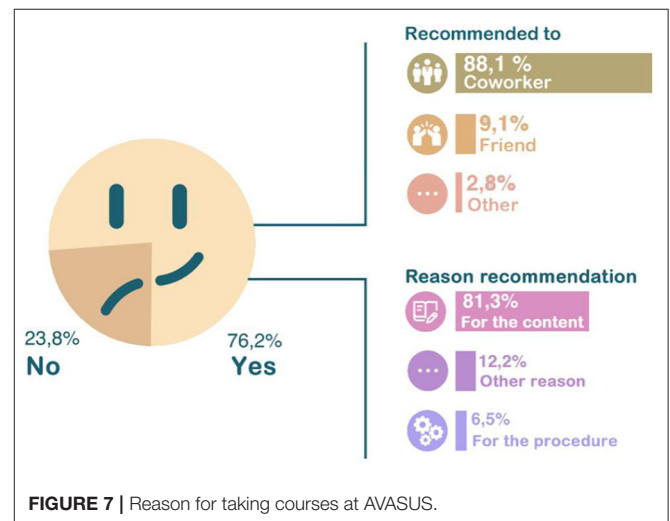 Recommended to
88,1 %
Coworker
9,1%
Friend
2,8%
Other
23,8%
No
76,2%
Yes
Reason recommendation
81,3%
For the content
12,2%
Other reason
6,5%
For the procedure
FIGURE 7 | Reason for taking courses at AVASUS.